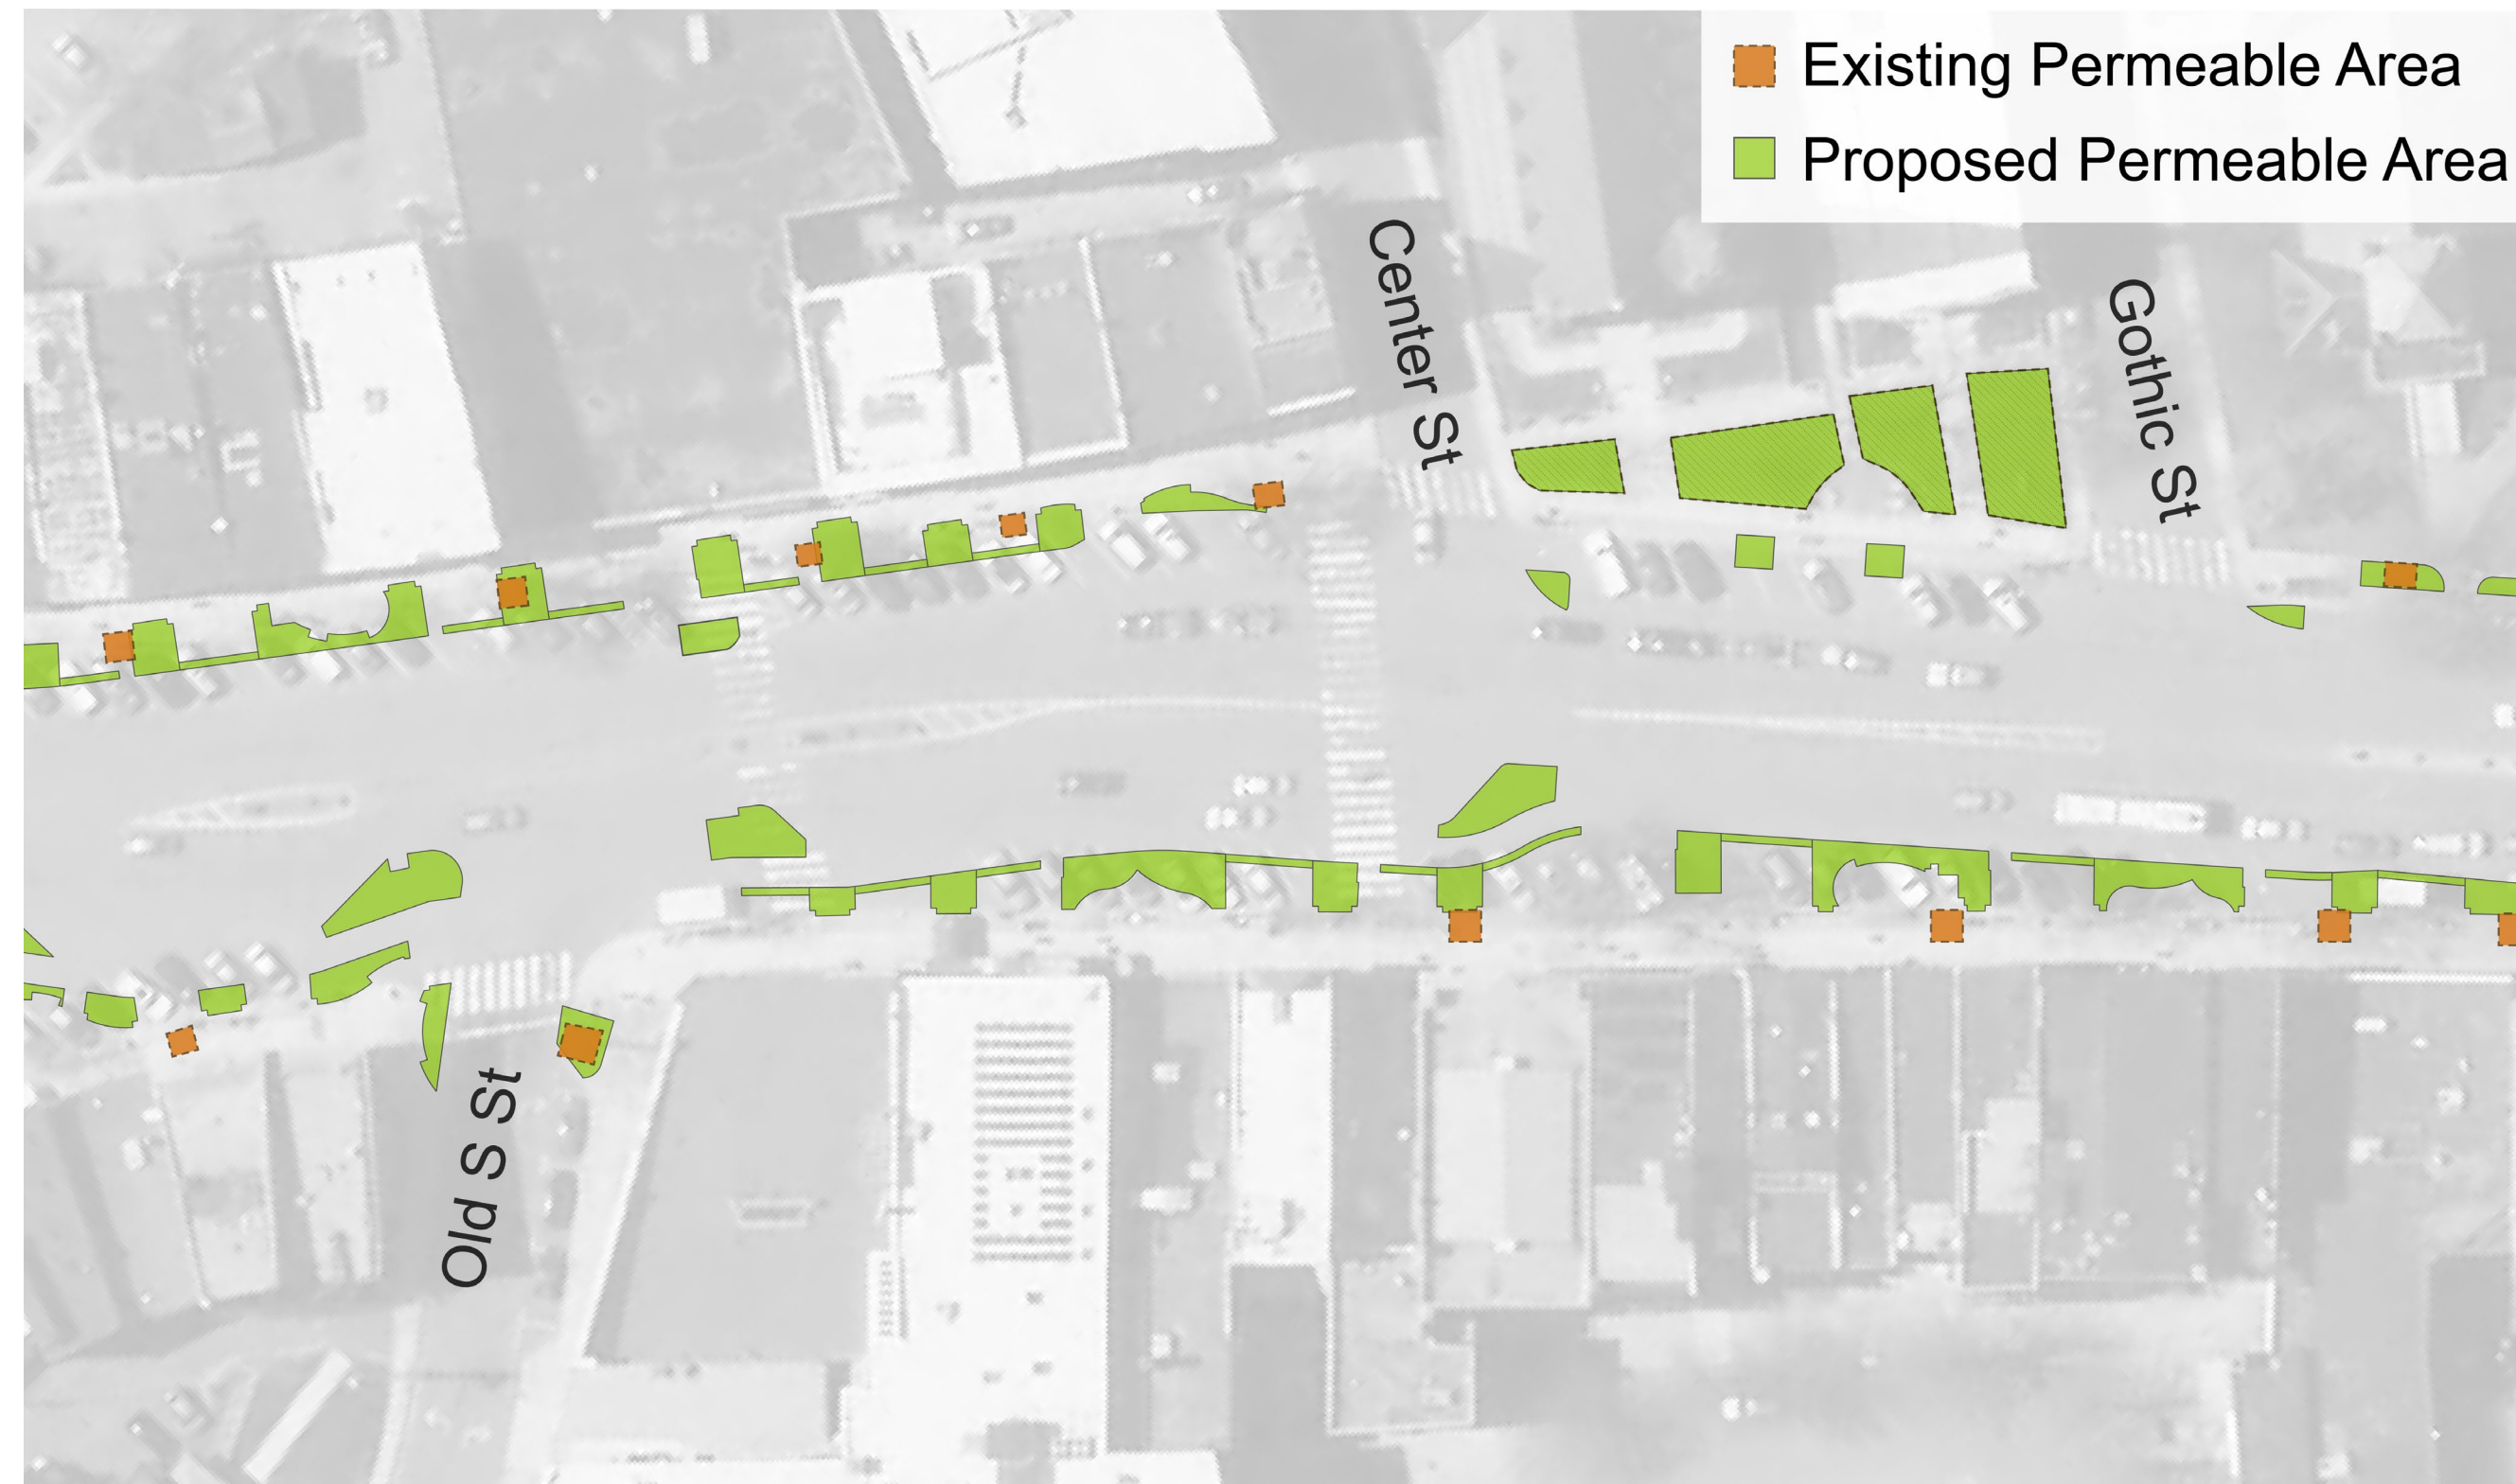 Existing Permeable Area
Proposed Permeable Area
Center St
Gothic St
Old S St